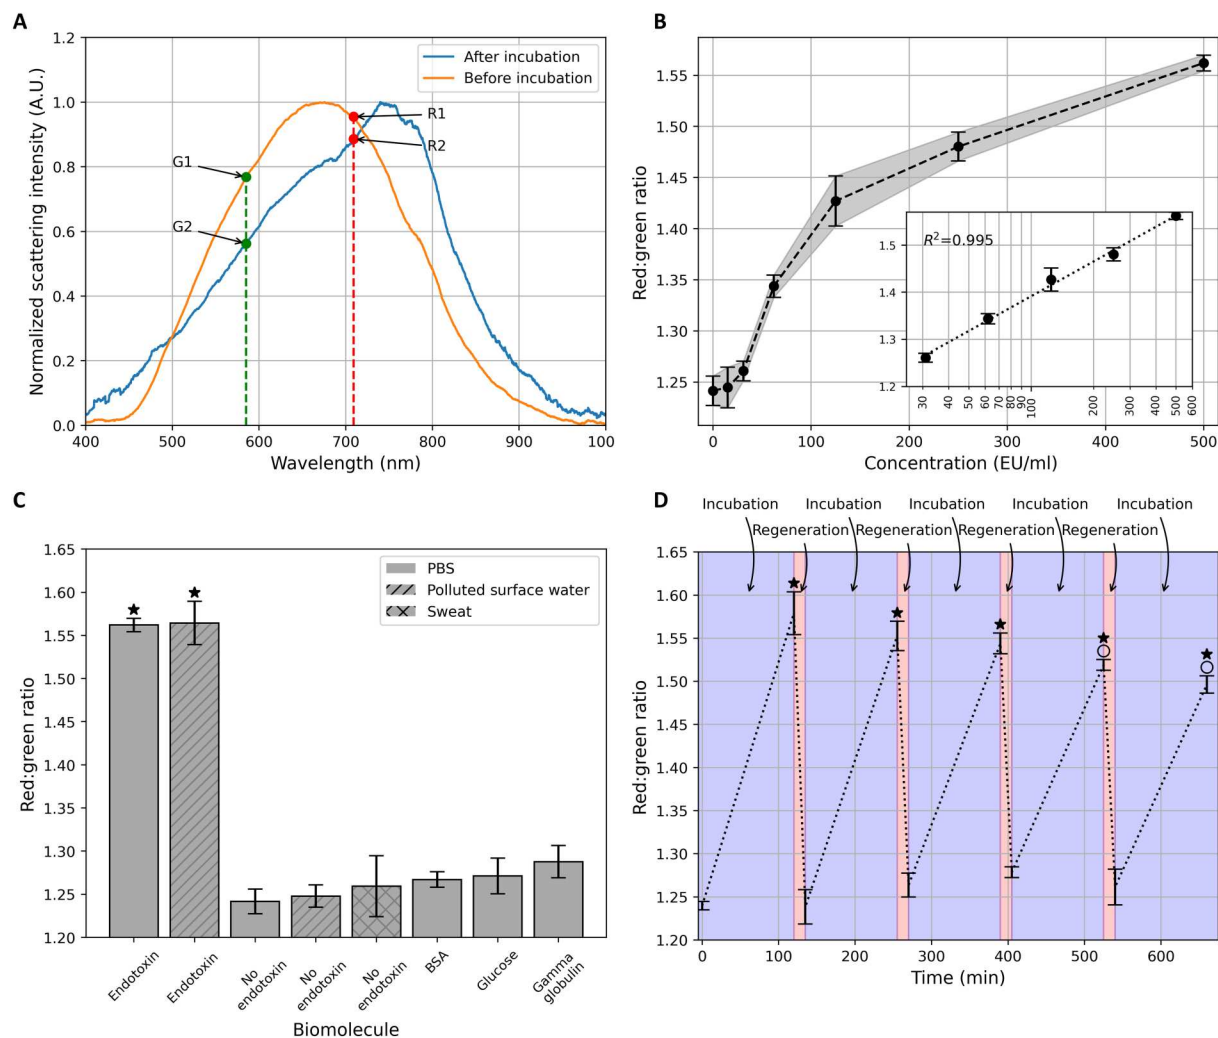 A
Normalized scattering intensity (A.U.)
1.2
1.0
0.8
0.6
0.4
0.2
0.0
400 500 600 700 800 900 1000
Wavelength (nm)
After incubation
Before incubation
R1
R2
G1
G2
B
Red:green ratio
1.55
1.50
1.45
1.40
1.35
1.30
1.25
0 100 200 300 400 500
Concentration (EU/ml)
R²=0.995
1.5
1.4
1.3
1.2
30 40 50 60 70 80 90 100 200 300 400 500 600
C
Red:green ratio
1.65
1.60
1.55
1.50
1.45
1.40
1.35
1.30
1.25
1.20
PBS
Polluted surface water
Sweat
Endotoxin
Endotoxin
No endotoxin
No endotoxin
No endotoxin
BSA
Glucose
Gamma globulin
Biomolecule
D
Incubation Incubation Incubation Incubation Incubation
Regeneration Regeneration Regeneration Regeneration
Red:green ratio
1.65
1.60
1.55
1.50
1.45
1.40
1.35
1.30
1.25
1.20
0 100 200 300 400 500 600
Time (min)